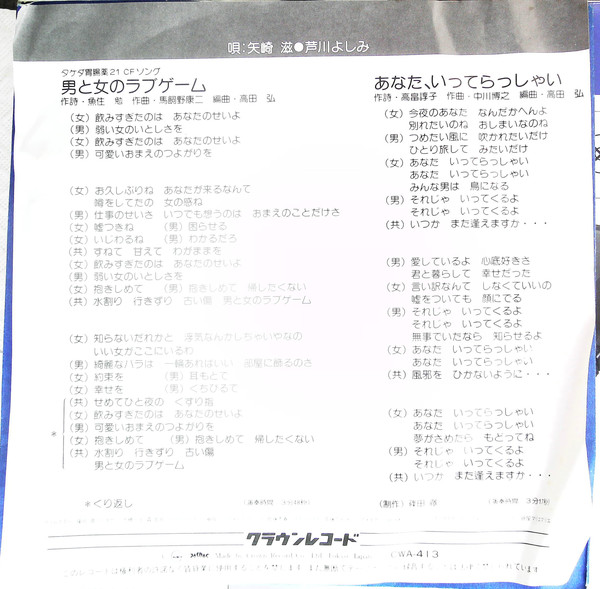 唄:矢崎 滋●芦川よしみ
タケダ胃腸薬21 CFソング
男と女のラブゲーム
作詩・魚住 勉 作曲・馬飼野康二 編曲・高田 弘
(女) 飲みすぎたのは あなたのせいよ
(男) 弱い女のいとしさを
(女) 飲みすぎたのは あなたのせいよ
(男) 可愛いおまえのつよがりを
(女) お久しぶりね あなたが来るなんて
噂をしてたの 女の感ね
(男) 仕事のせいさ いつでも想うのは おまえのことだけさ
(女) 嘘つきね (男) 困らせる
(女) いじわるね (男) わかるだろ
(共) すねて 甘えて わがままを
(女) 飲みすぎたのは あなたのせいよ
(男) 弱い女のいとしさを
(女) 抱きしめて (男) 抱きしめて 帰したくない
(共) 水割り 行きずり 古い傷 男と女のラブゲーム
(女) 知らないだれかと 浮気なんかしちゃいやなの
いい女がここにいるわ
(男) 綺麗なバラは 一鎖あればいい 部屋に飾るのさ
(女) 約束を (男) 耳もとで
(女) 幸せを (男) くちびるで
(共) せめてひと夜の くすり指
(女) 飲みすぎたのは あなたのせいよ
(男) 可愛いおまえのつよがりを
＊
(女) 抱きしめて (男) 抱きしめて 帰したくない
(共) 水割り 行きずり 古い傷
男と女のラブゲーム
＊くり返し
あなた、いってらっしゃい
作詩・高畠諄子 作曲・中川博之 編曲・高田 弘
(女) 今夜のあなた なんだかへんよ
別れたいのね おしまいなのね
(男) つめたい風に 吹かれたいだけ
ひとり旅して みたいだけ
(女) あなた いってらっしゃい
あなた いってらっしゃい
みんな男は 鳥になる
(男) それじゃ いってくるよ
それじゃ いってくるよ
(共) いつか また逢えますか・・・
(男) 愛しているよ 心底好きさ
君と暮らして 幸せだった
(女) 言い訳なんて しなくていいの
嘘をついても 顔にでる
(男) それじゃ いってくるよ
それじゃ いってくるよ
無事でいたなら 知らせるよ
(女) あなた いってらっしゃい
あなた いってらっしゃい
(共) 風邪を ひかないように・・・
(女) あなた いってらっしゃい
あなた いってらっしゃい
夢がさめたら もどってね
(男) それじゃ いってくるよ
それじゃ いってくるよ
(共) いつか また逢えますか・・・
クラウンレコード
CWA-413